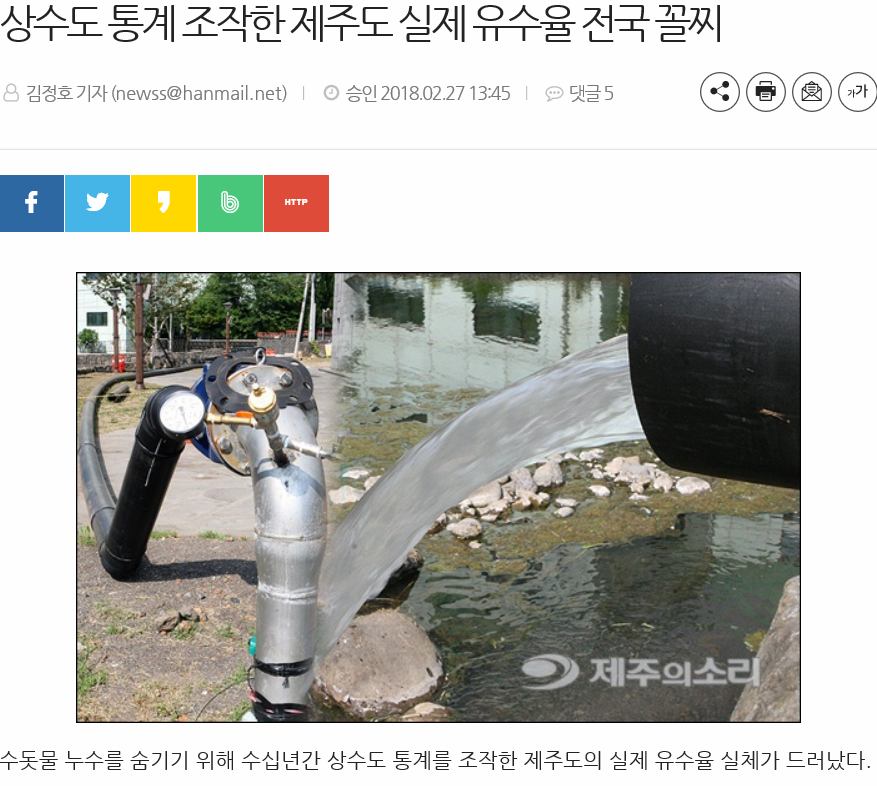 상수도 통계 조작한 제주도 실제 유수율 전국 꼴찌
김정호 기자 (newss@hanmail.net) | 승인 2018.02.27 13:45 | 댓글 5
가가
HTTP
제주의소리
수돗물 누수를 숨기기 위해 수십년간 상수도 통계를 조작한 제주도의 실제 유수율 실체가 드러났다.